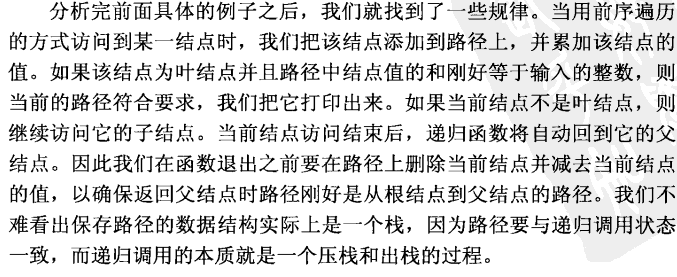 分析完前面具体的例子之后，我们就找到了一些规律。当用前序遍历
的方式访问到某一结点时，我们把该结点添加到路径上，并累加该结点的
值。如果该结点为叶结点并且路径中结点值的和刚好等于输入的整数，则
当前的路径符合要求，我们把它打印出来。如果当前结点不是叶结点，则
继续访问它的子结点。当前结点访问结束后，递归函数将自动回到它的父
结点。因此我们在函数退出之前要在路径上删除当前结点并减去当前结点
的值，以确保返回父结点时路径刚好是从根结点到父结点的路径。我们不
难看出保存路径的数据结构实际上是一个栈，因为路径要与递归调用状态
一致，而递归调用的本质就是一个压栈和出栈的过程。